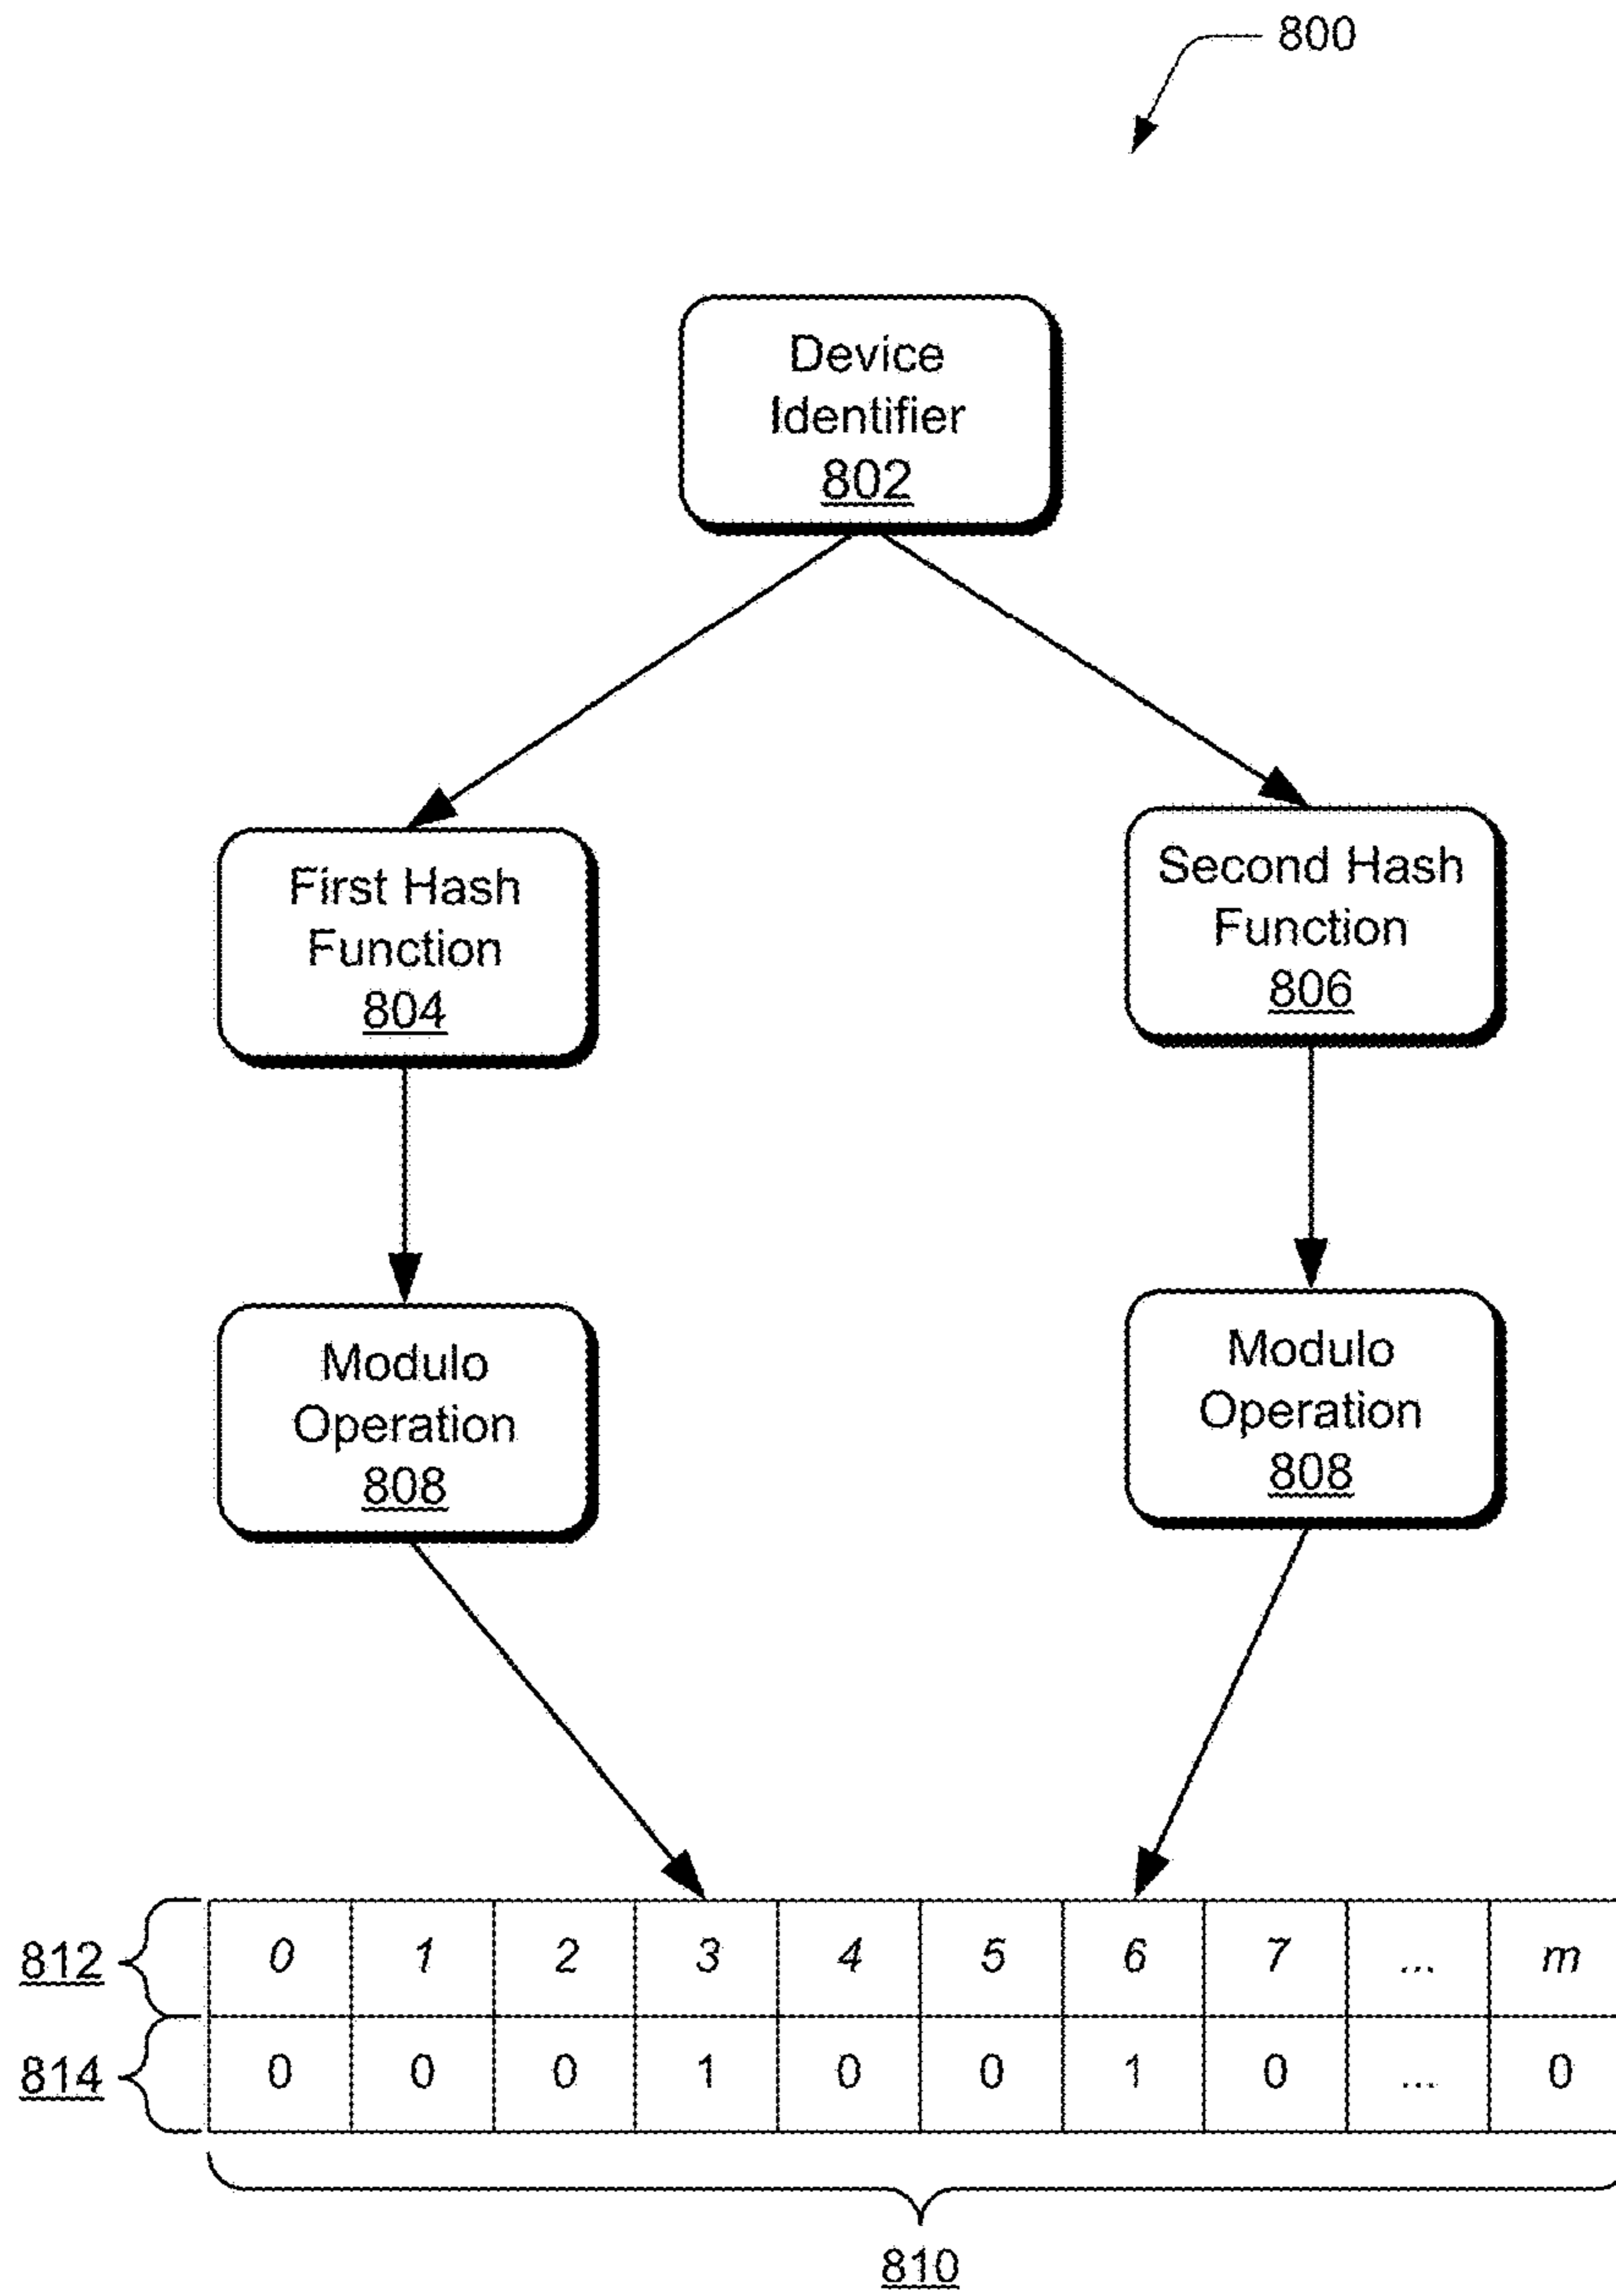 800
Device
Identifier
802
First Hash
Function
804
Second Hash
Function
806
Modulo
Operation
808
Modulo
Operation
808
812 0 1 2 3 4 5 6 7 ... m
814 0 0 0 1 0 0 1 0 ... 0
810